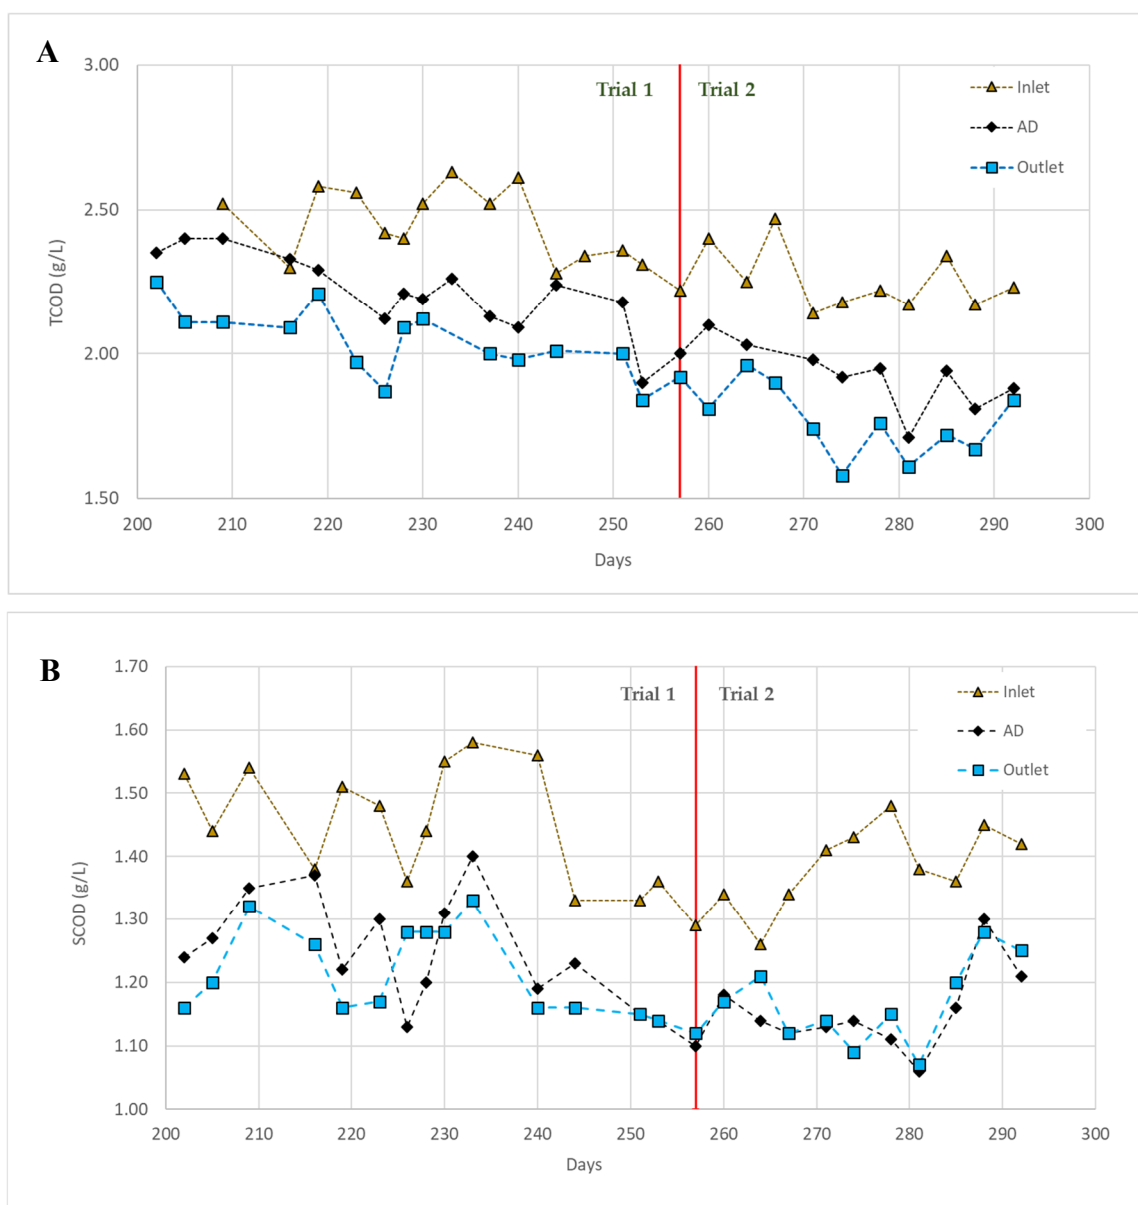 A
3.00
Trial 1 Trial 2
Inlet
AD
Outlet
2.50
TCOD (g/L)
2.00
1.50
200 210 220 230 240 250 260 270 280 290 300
Days
B
1.70
Trial 1 Trial 2
Inlet
AD
Outlet
1.60
1.50
1.40
SCOD (g/L)
1.30
1.20
1.10
1.00
200 210 220 230 240 250 260 270 280 290 300
Days